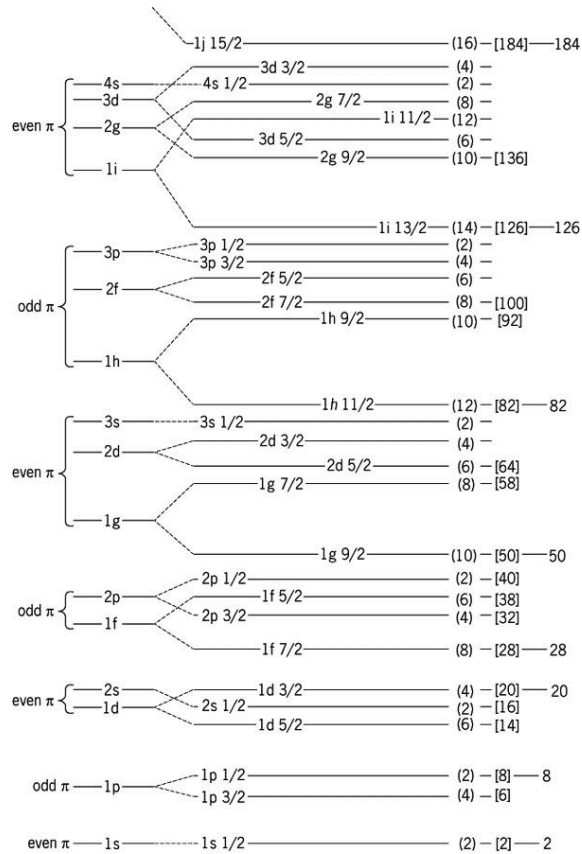 1j 15/2 (16) [184] 184
3d 3/2 (4)
4s 4s 1/2 (2)
3d
2g 7/2 (8)
1i 11/2 (12)
even π 2g
3d 5/2 (6)
2g 9/2 (10) [136]
1i
1i 13/2 (14) [126] 126
3p 1/2 (2)
3p
3p 3/2 (4)
2f 5/2 (6)
2f
odd π
2f 7/2 (8) [100]
1h 9/2 (10) [92]
1h
1h 11/2 (12) [82] 82
3s 3s 1/2 (2)
2d 3/2 (4)
2d
even π
2d 5/2 (6) [64]
1g 7/2 (8) [58]
1g
1g 9/2 (10) [50] 50
2p 1/2 (2) [40]
2p 1f 5/2 (6) [38]
odd π
2p 3/2 (4) [32]
1f
1f 7/2 (8) [28] 28
2s 1d 3/2 (4) [20] 20
even π
1d 2s 1/2 (2) [16]
1d 5/2 (6) [14]
1p 1/2 (2) [8] 8
odd π 1p
1p 3/2 (4) [6]
even π 1s 1s 1/2 (2) [2] 2